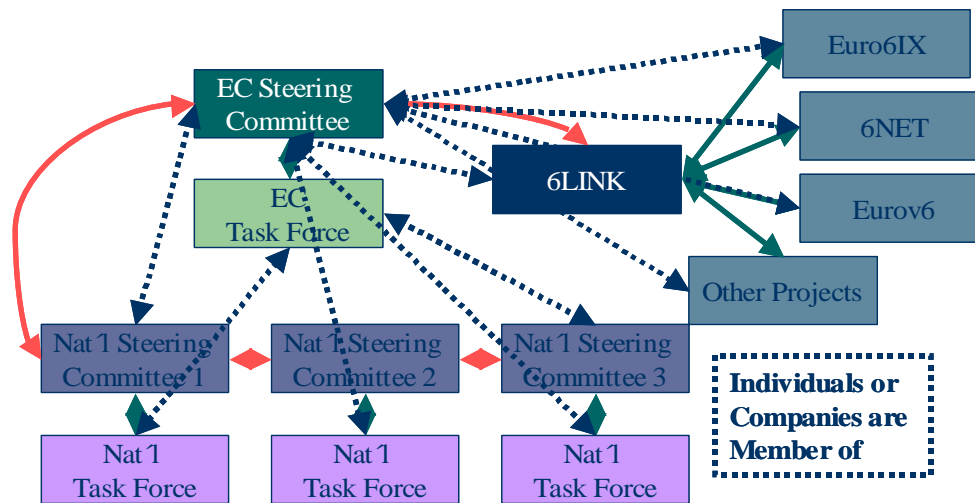 Euro6IX
EC Steering
Committee
6NET
6LINK
EC
Task Force
Eurov6
Other Projects
Nat'l Steering
Committee 1
Nat'l Steering
Committee 2
Nat'l Steering
Committee 3
Individuals or
Companies are
Member of
Nat'l
Task Force
Nat'l
Task Force
Nat'l
Task Force